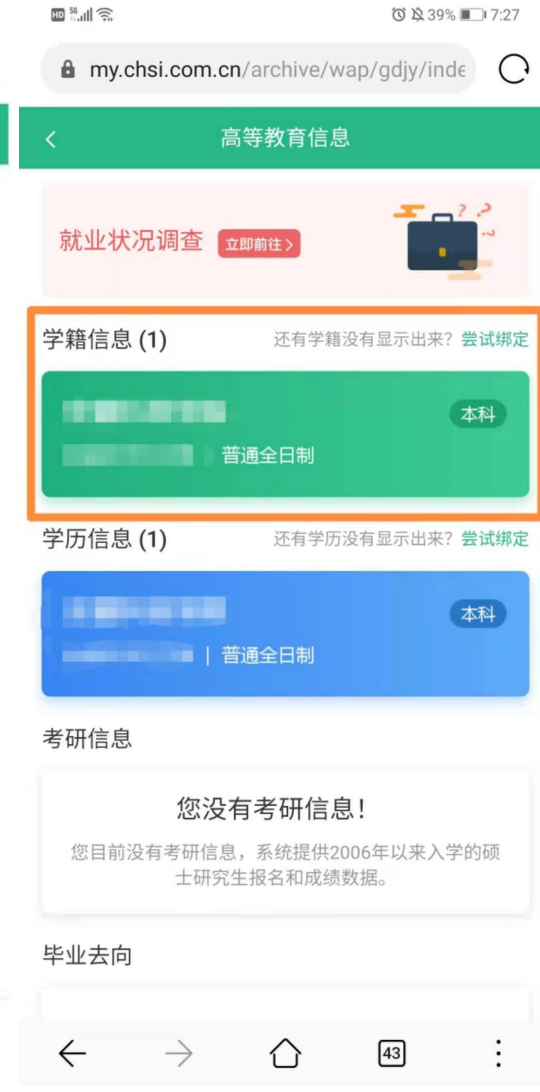 HD 5G 39% 7:27
my.chsi.com.cn/archive/wap/gdjy/inde
高等教育信息
就业状况调查 立即前往>
学籍信息 (1) 还有学籍没有显示出来? 尝试绑定
本科
普通全日制
学历信息 (1) 还有学历没有显示出来? 尝试绑定
本科
| 普通全日制
考研信息
您没有考研信息!
您目前没有考研信息，系统提供2006年以来入学的硕
士研究生报名和成绩数据。
毕业去向
43